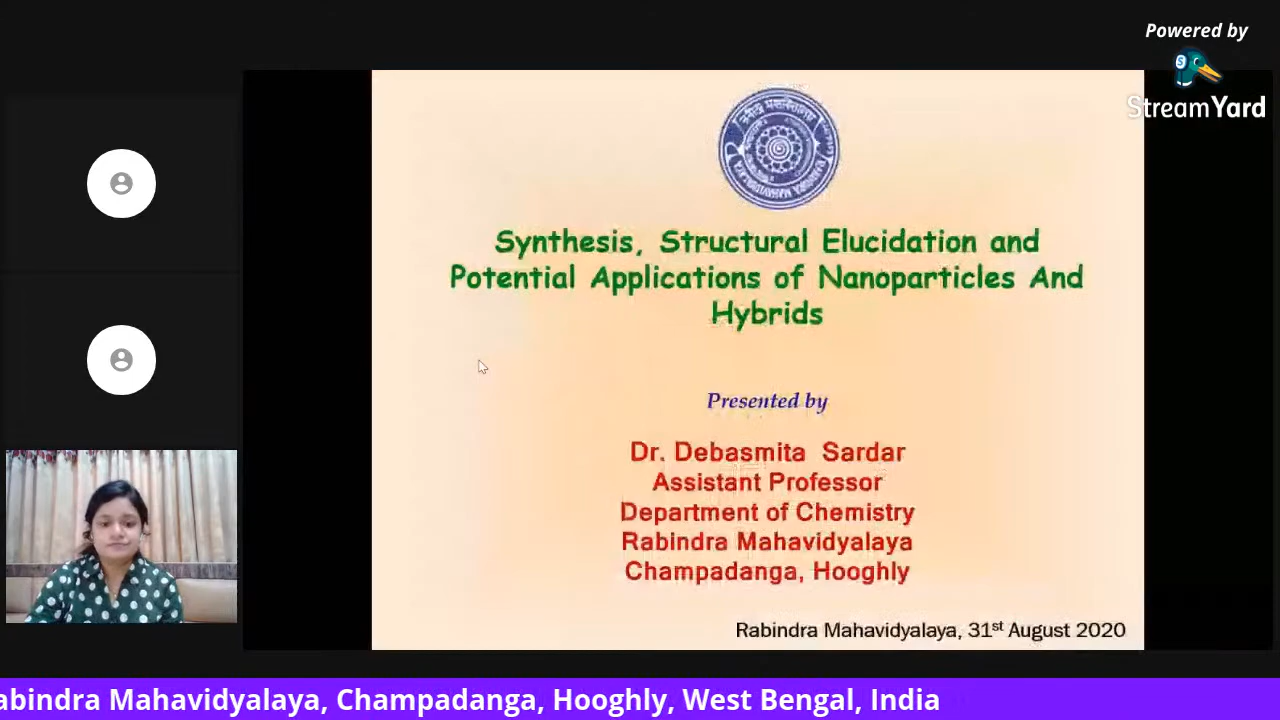 Powered by
StreamYard
Synthesis, Structural Elucidation and
Potential Applications of Nanoparticles And
Hybrids
Presented by
Dr. Debasmita Sardar
Assistant Professor
Department of Chemistry
Rabindra Mahavidyalaya
Champadanga, Hooghly
Rabindra Mahavidyalaya, 31st August 2020
abindra Mahavidyalaya, Champadanga, Hooghly, West Bengal, India